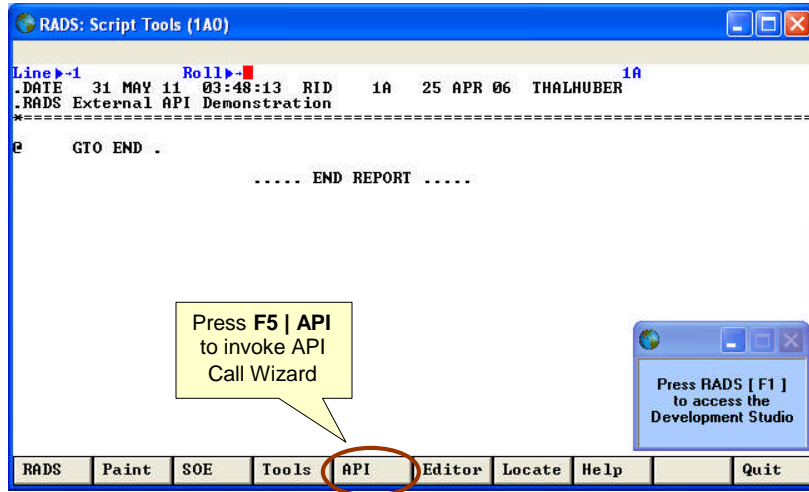 RADS: Script Tools (1A0)
Line▶→1 Roll▶→ 1A
.DATE 31 MAY 11 03:48:13 RID 1A 25 APR 06 THALHUBER
.RADS External API Demonstration
*================================================================================
@ GTO END .
..... END REPORT .....
Press F5 | API
to invoke API
Call Wizard
Press RADS [ F1 ]
to access the
Development Studio
RADS Paint SOE Tools API Editor Locate Help Quit